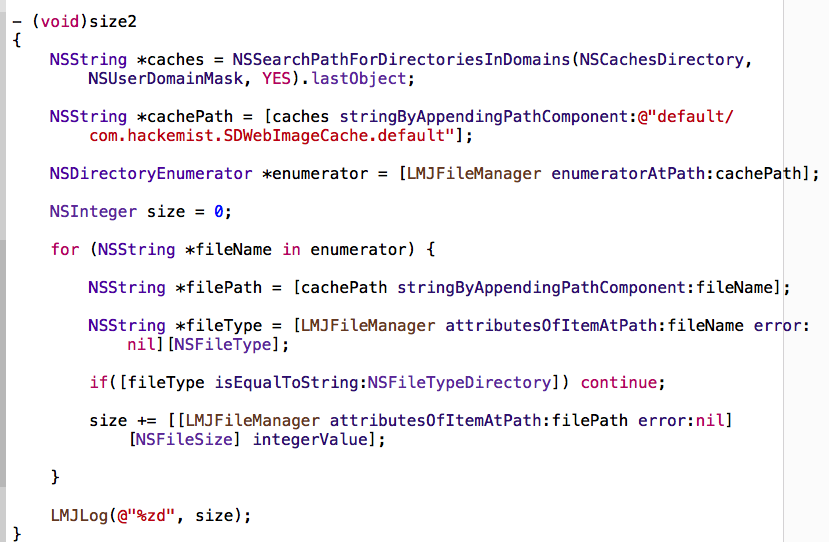 - (void)size2
{
NSString *caches = NSSearchPathForDirectoriesInDomains(NSCachesDirectory,
NSUserDomainMask, YES).lastObject;
NSString *cachePath = [caches stringByAppendingPathComponent:@"default/
com.hackemist.SDWebImageCache.default"];
NSDirectoryEnumerator *enumerator = [LMJFileManager enumeratorAtPath:cachePath];
NSInteger size = 0;
for (NSString *fileName in enumerator) {
NSString *filePath = [cachePath stringByAppendingPathComponent:fileName];
NSString *fileType = [LMJFileManager attributesOfItemAtPath:fileName error:
nil][NSFileType];
if([fileType isEqualToString:NSFileTypeDirectory]) continue;
size += [[LMJFileManager attributesOfItemAtPath:filePath error:nil]
[NSFileSize] integerValue];
}
LMJLog(@"%zd", size);
}